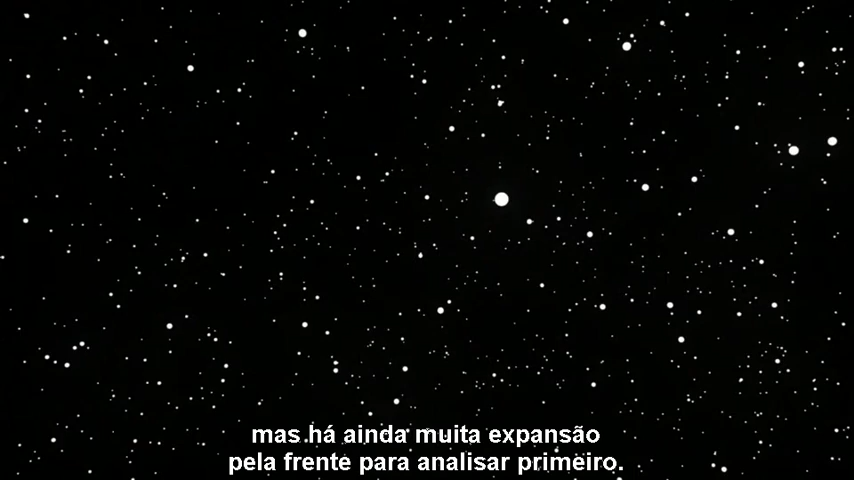 mas há ainda muita expansão
pela frente para analisar primeiro.